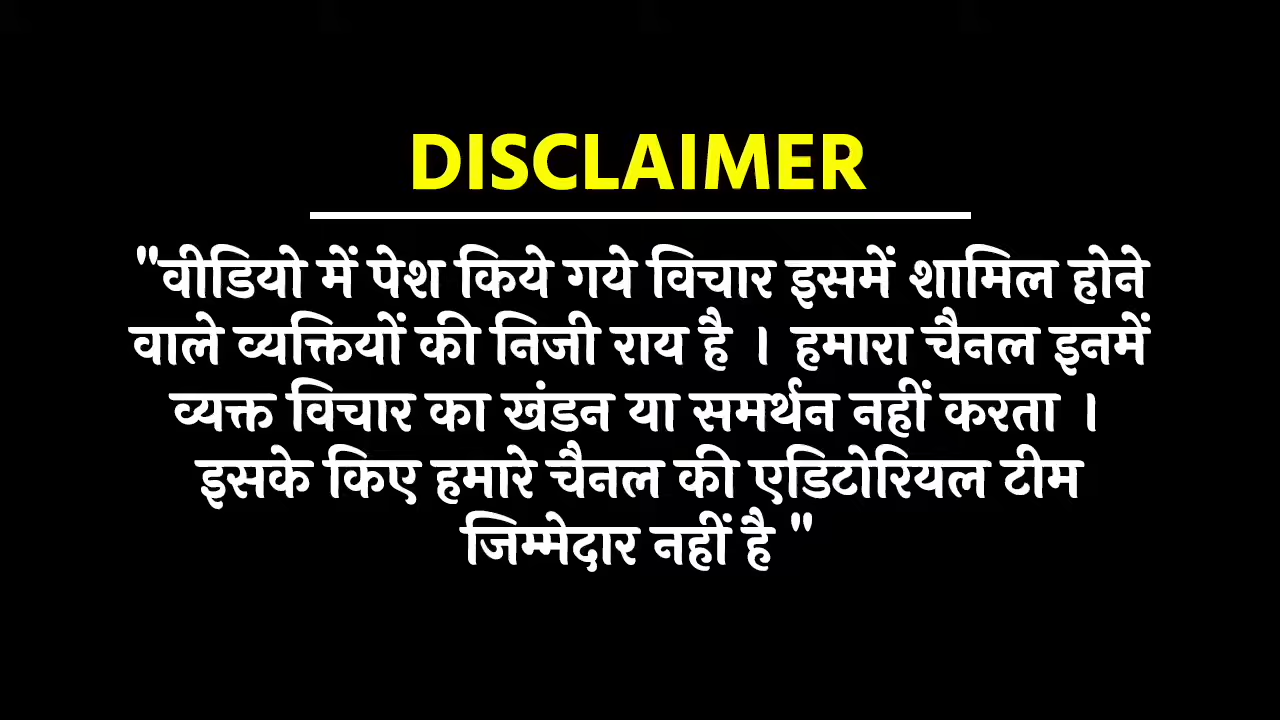 DISCLAIMER
"वीडियो में पेश किये गये विचार इसमें शामिल होने
वाले व्यक्तियों की निजी राय है । हमारा चैनल इनमें
व्यक्त विचार का खंडन या समर्थन नहीं करता ।
इसके किए हमारे चैनल की एडिटोरियल टीम
जिम्मेदार नहीं है "